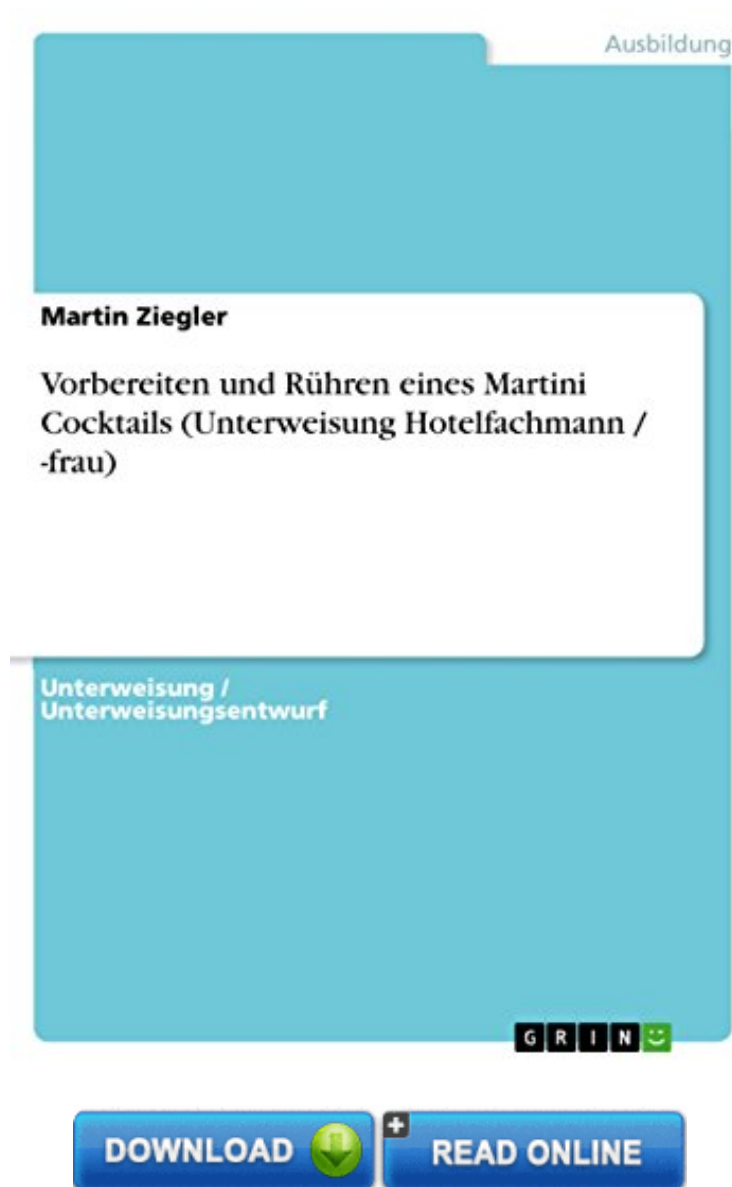 Ausbildung
Martin Ziegler
Vorbereiten und Rühren eines Martini
Cocktails (Unterweisung Hotelfachmann /
-frau)
Unterweisung /
Unterweisungsentwurf
GRIN
DOWNLOAD
READ ONLINE